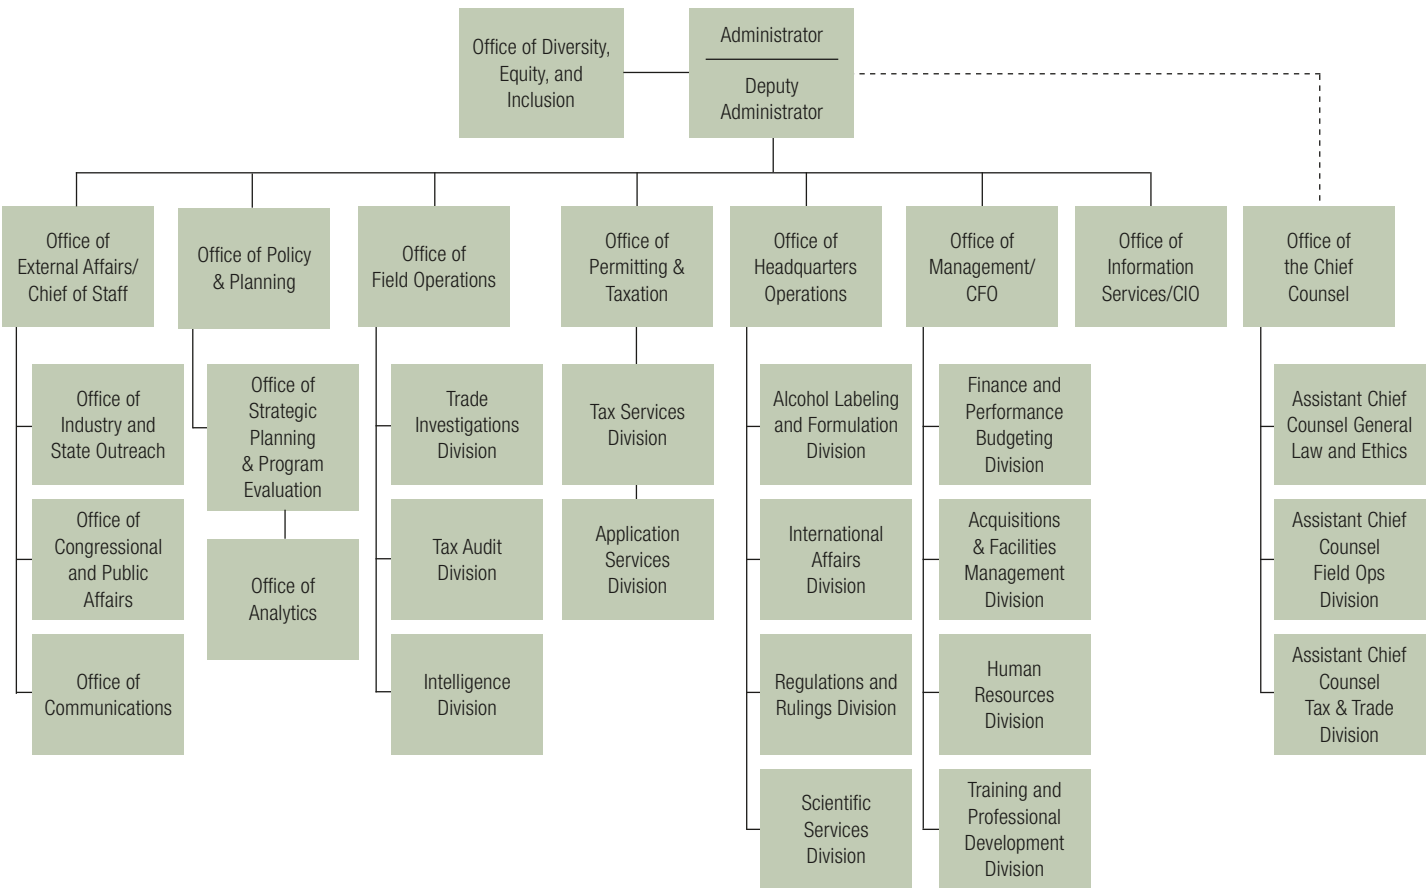 Office of Diversity,
Equity, and
Inclusion
Administrator
Deputy
Administrator
Office of
External Affairs/
Chief of Staff
Office of Policy
& Planning
Office of
Field Operations
Office of
Permitting &
Taxation
Office of
Headquarters
Operations
Office of
Management/
CFO
Office of
Information
Services/CIO
Office of
the Chief
Counsel
Office of
Industry and
State Outreach
Office of
Congressional
and Public
Affairs
Office of
Communications
Office of
Strategic
Planning
& Program
Evaluation
Office of
Analytics
Trade
Investigations
Division
Tax Audit
Division
Intelligence
Division
Tax Services
Division
Application
Services
Division
Alcohol Labeling
and Formulation
Division
International
Affairs
Division
Regulations and
Rulings Division
Scientific
Services
Division
Finance and
Performance
Budgeting
Division
Acquisitions
& Facilities
Management
Division
Human
Resources
Division
Training and
Professional
Development
Division
Assistant Chief
Counsel General
Law and Ethics
Assistant Chief
Counsel
Field Ops
Division
Assistant Chief
Counsel
Tax & Trade
Division